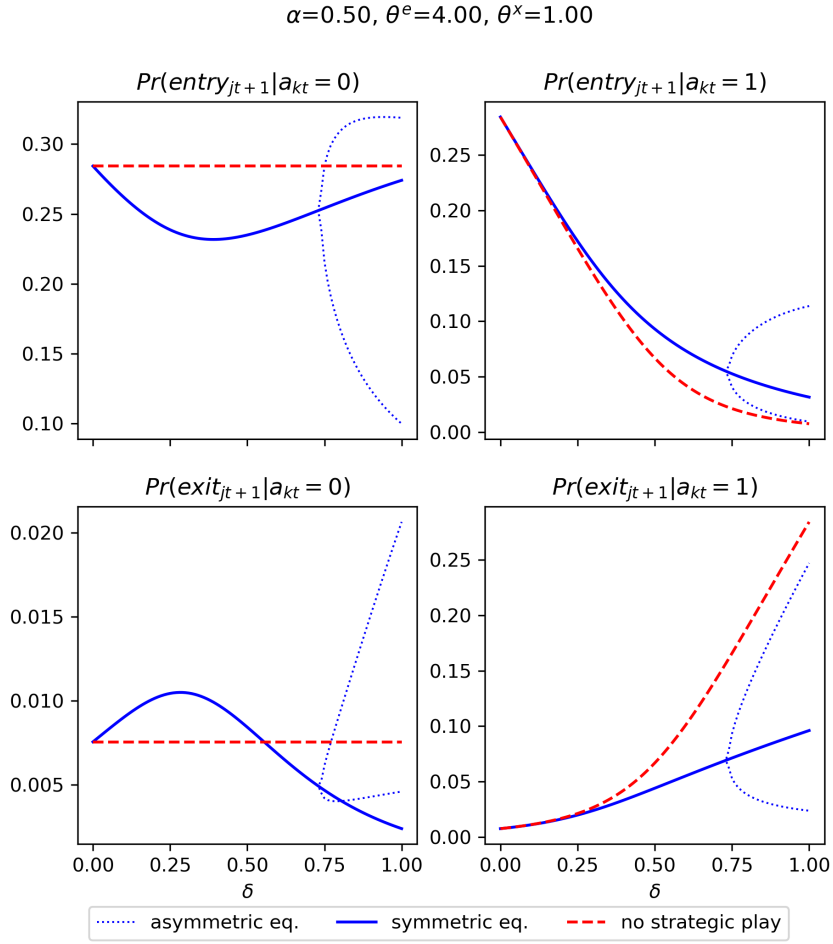 α=0.50, θ^e=4.00, θ^x=1.00
Pr(entry_{jt+1}|a_{kt} = 0)
0.30
0.25
0.20
0.15
0.10
Pr(entry_{jt+1}|a_{kt} = 1)
0.25
0.20
0.15
0.10
0.05
0.00
Pr(exit_{jt+1}|a_{kt} = 0)
0.020
0.015
0.010
0.005
0.00 0.25 0.50 0.75 1.00
δ
Pr(exit_{jt+1}|a_{kt} = 1)
0.25
0.20
0.15
0.10
0.05
0.00
0.00 0.25 0.50 0.75 1.00
δ
asymmetric eq. symmetric eq. no strategic play